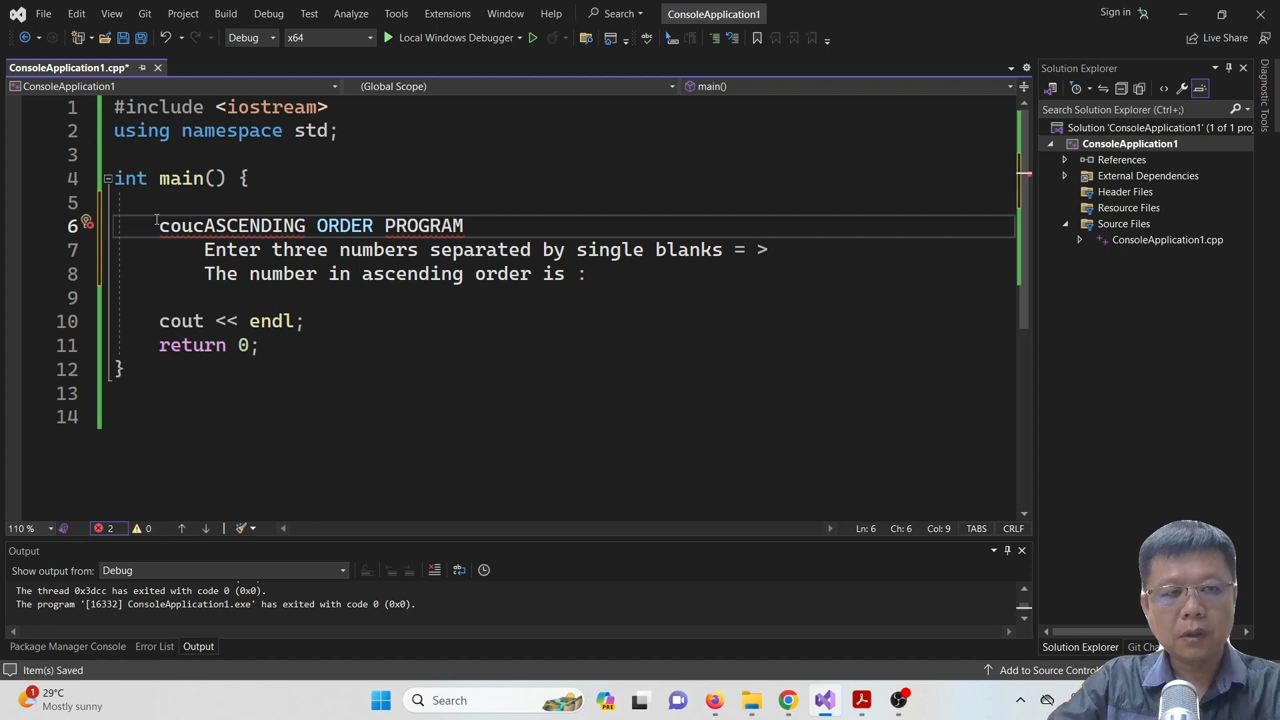 File Edit View Git Project Build Debug Test Analyze Tools Extensions Window Help Search ConsoleApplication1 Sign in
Debug x64 Local Windows Debugger Live Share
ConsoleApplication1.cpp* Solution Explorer
ConsoleApplication1 (Global Scope) main()
Search Solution Explorer (Ctrl+;)
Solution 'ConsoleApplication1' (1 of 1 proj
ConsoleApplication1
References
External Dependencies
Header Files
Resource Files
Source Files
ConsoleApplication1.cpp
Diagnostic Tools
1 #include <iostream>
2 using namespace std;
3
4 int main() {
5
6 coucASCENDING ORDER PROGRAM
7 Enter three numbers separated by single blanks = >
8 The number in ascending order is :
9
10 cout << endl;
11 return 0;
12 }
13
14
110 % 2 0 Ln: 6 Ch: 6 Col: 9 TABS CRLF
Output
Show output from: Debug
The thread 0x3dcc has exited with code 0 (0x0).
The program '[16332] ConsoleApplication1.exe' has exited with code 0 (0x0).
Package Manager Console Error List Output
Solution Explorer Git Cha
Item(s) Saved Add to Source Control
29°C
Mostly sunny
Search
PRE